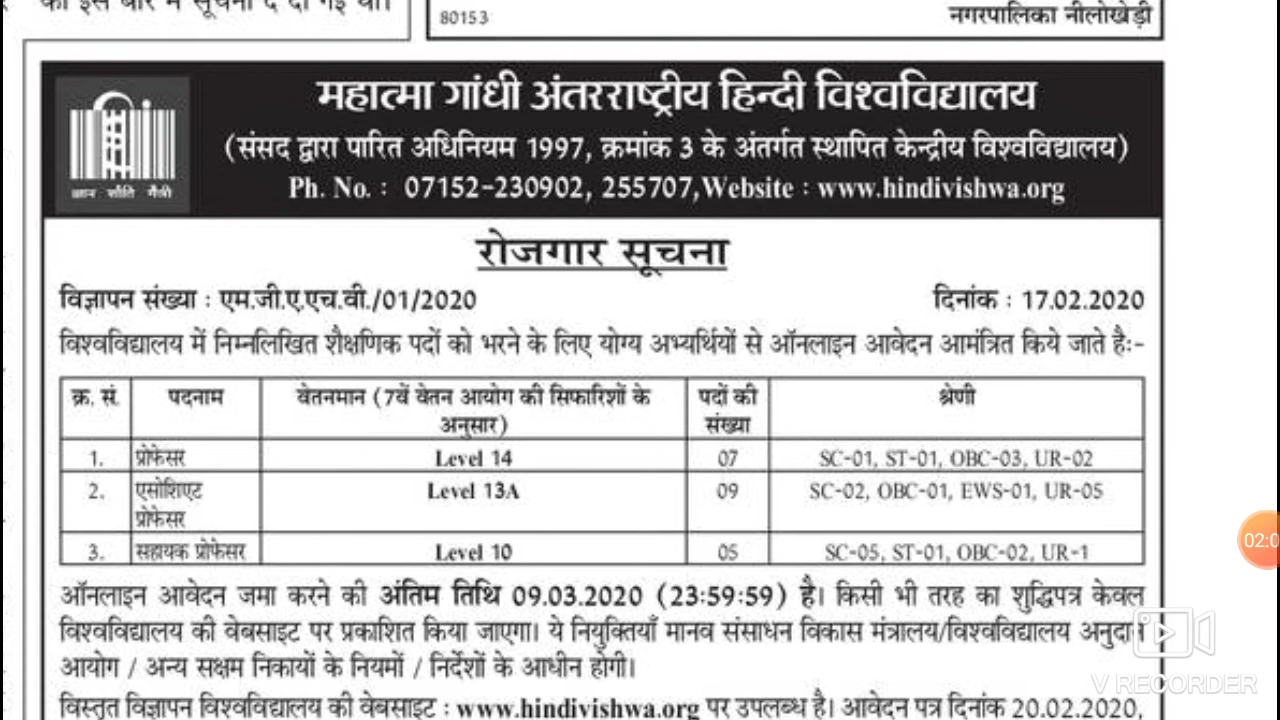 को इस बारे में सूचना दे दी गई थी।
80153
नगरपालिका नीलोखेड़ी
महात्मा गांधी अंतरराष्ट्रीय हिन्दी विश्वविद्यालय
(संसद द्वारा पारित अधिनियम 1997, क्रमांक 3 के अंतर्गत स्थापित केन्द्रीय विश्वविद्यालय)
Ph. No. : 07152-230902, 255707,Website : www.hindivishwa.org
ज्ञान शांति मैत्री
रोजगार सूचना
विज्ञापन संख्या : एम.जी.ए.एच.वी./01/2020 दिनांक : 17.02.2020
विश्वविद्यालय में निम्नलिखित शैक्षणिक पदों को भरने के लिए योग्य अभ्यर्थियों से ऑनलाइन आवेदन आमंत्रित किये जाते है:-
क्र. सं. पदनाम वेतनमान (7वें वेतन आयोग की सिफारिशों के अनुसार) पदों की संख्या श्रेणी
1. प्रोफेसर Level 14 07 SC-01, ST-01, OBC-03, UR-02
2. एसोशिएट प्रोफेसर Level 13A 09 SC-02, OBC-01, EWS-01, UR-05
3. सहायक प्रोफेसर Level 10 05 SC-05, ST-01, OBC-02, UR-1
ऑनलाइन आवेदन जमा करने की अंतिम तिथि 09.03.2020 (23:59:59) है। किसी भी तरह का शुद्धिपत्र केवल
विश्वविद्यालय की वेबसाइट पर प्रकाशित किया जाएगा। ये नियुक्तियाँ मानव संसाधन विकास मंत्रालय/विश्वविद्यालय अनुदान
आयोग / अन्य सक्षम निकायों के नियमों / निर्देशों के आधीन होगी।
विस्तृत विज्ञापन विश्वविद्यालय की वेबसाइट : www.hindivishwa.org पर उपलब्ध है। आवेदन पत्र दिनांक 20.02.2020,
02:0
V RECORDER